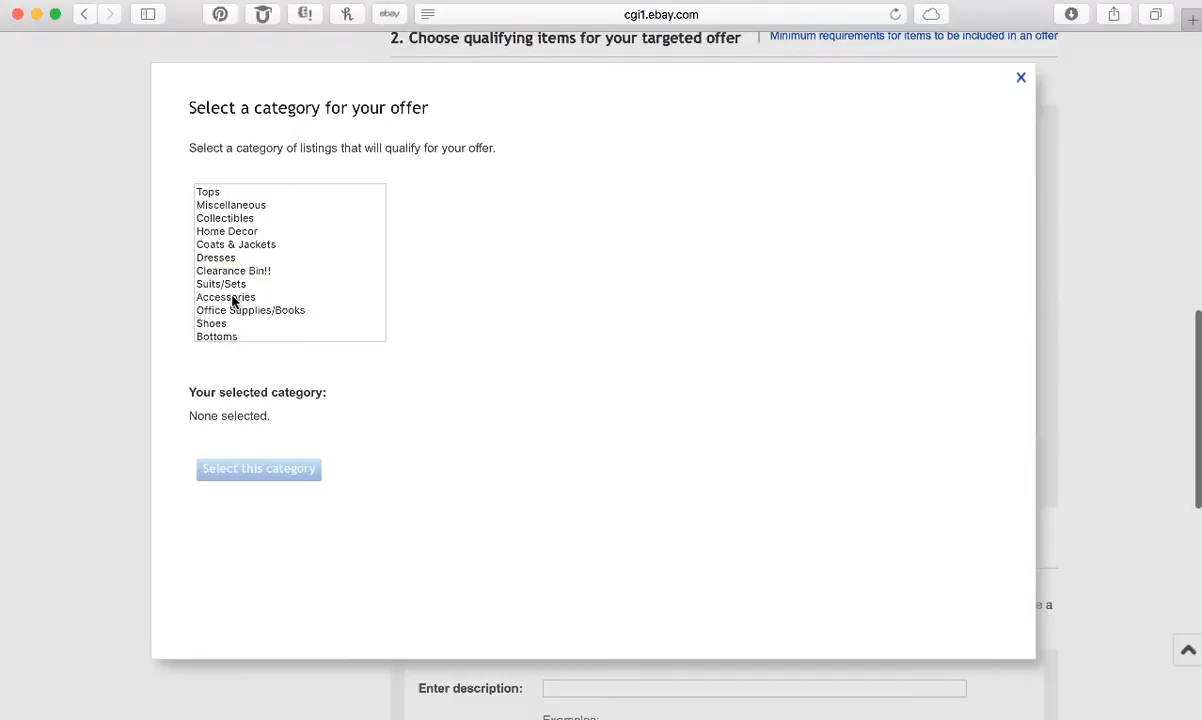 ebay
cgi1.ebay.com
2. Choose qualifying items for your targeted offer | Minimum requirements for items to be included in an offer
X
Select a category for your offer
Select a category of listings that will qualify for your offer.
Tops
Miscellaneous
Collectibles
Home Decor
Coats & Jackets
Dresses
Clearance Bin!!
Suits/Sets
Accessories
Office Supplies/Books
Shoes
Bottoms
Your selected category:
None selected.
Select this category
a
Enter description:
Examples: